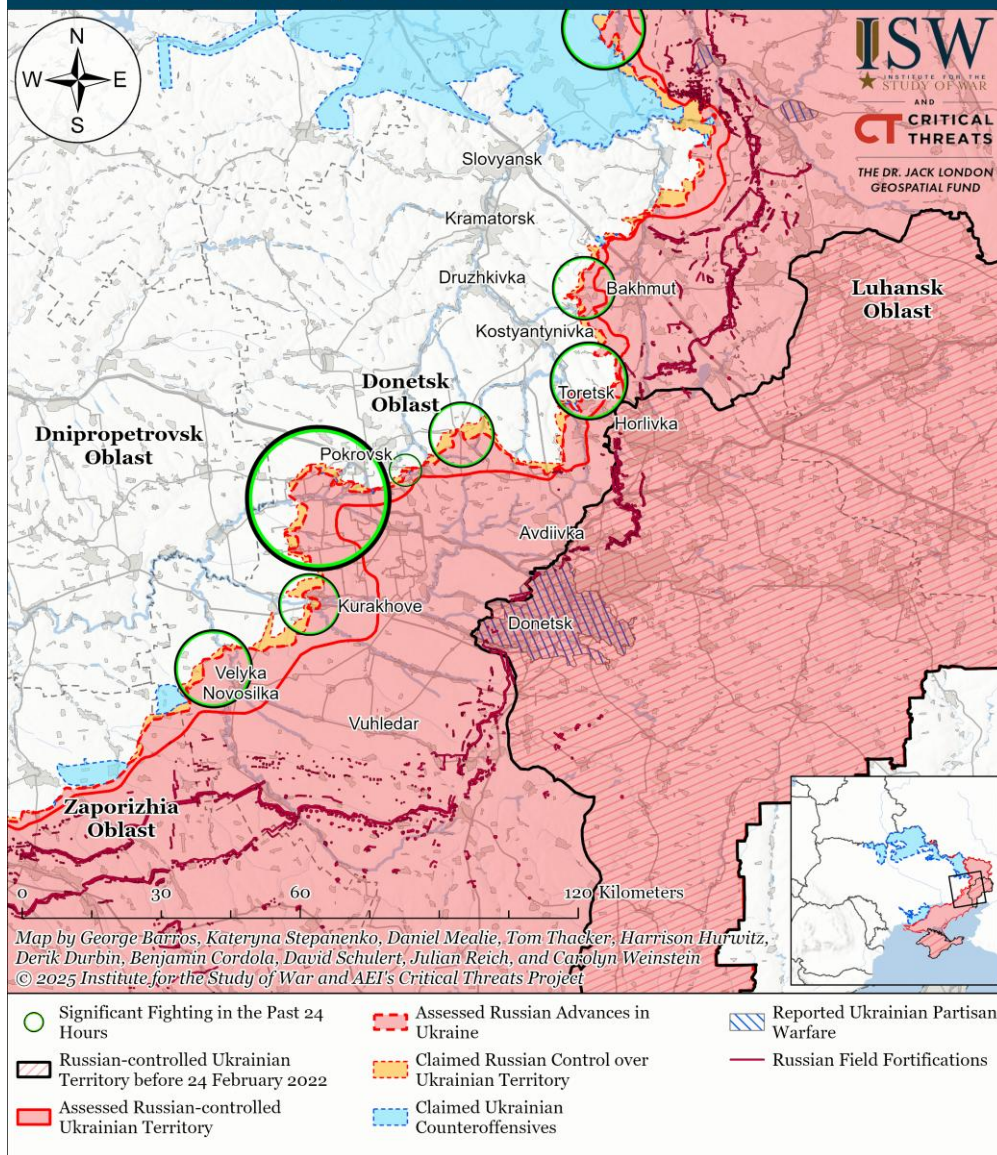 N
W E
S
ISW
INSTITUTE FOR THE
STUDY OF WAR
AND
CT CRITICAL
THREATS
THE DR. JACK LONDON
GEOSPATIAL FUND
Slovyansk
Kramatorsk
Druzhkivka
Bakhmut
Luhansk
Oblast
Kostyantynivka
Donetsk
Oblast
Toretsk
Horlivka
Dnipropetrovsk
Oblast
Pokrovsk
Avdiivka
Kurakhove
Donetsk
Velyka
Novosilka
Vuhledar
Zaporizhia
Oblast
0 30 60 120 Kilometers
Map by George Barros, Kateryna Stepanenko, Daniel Mealie, Tom Thacker, Harrison Hurwitz,
Derik Durbin, Benjamin Cordola, David Schulert, Julian Reich, and Carolyn Weinstein
© 2025 Institute for the Study of War and AEI's Critical Threats Project
Significant Fighting in the Past 24
Hours
Russian-controlled Ukrainian
Territory before 24 February 2022
Assessed Russian-controlled
Ukrainian Territory
Assessed Russian Advances in
Ukraine
Claimed Russian Control over
Ukrainian Territory
Claimed Ukrainian
Counteroffensives
Reported Ukrainian Partisan
Warfare
Russian Field Fortifications